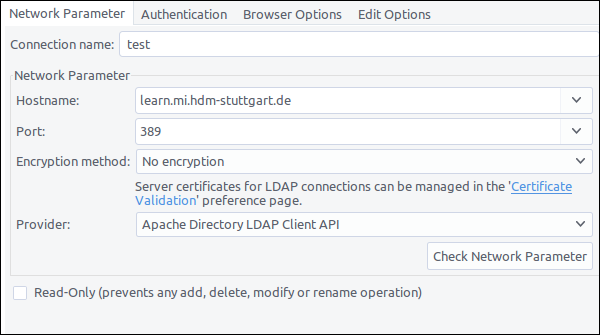 Network Parameter Authentication Browser Options Edit Options
Connection name: test
Network Parameter
Hostname: learn.mi.hdm-stuttgart.de
Port: 389
Encryption method: No encryption
Server certificates for LDAP connections can be managed in the 'Certificate
Validation' preference page.
Provider: Apache Directory LDAP Client API
Check Network Parameter
Read-Only (prevents any add, delete, modify or rename operation)